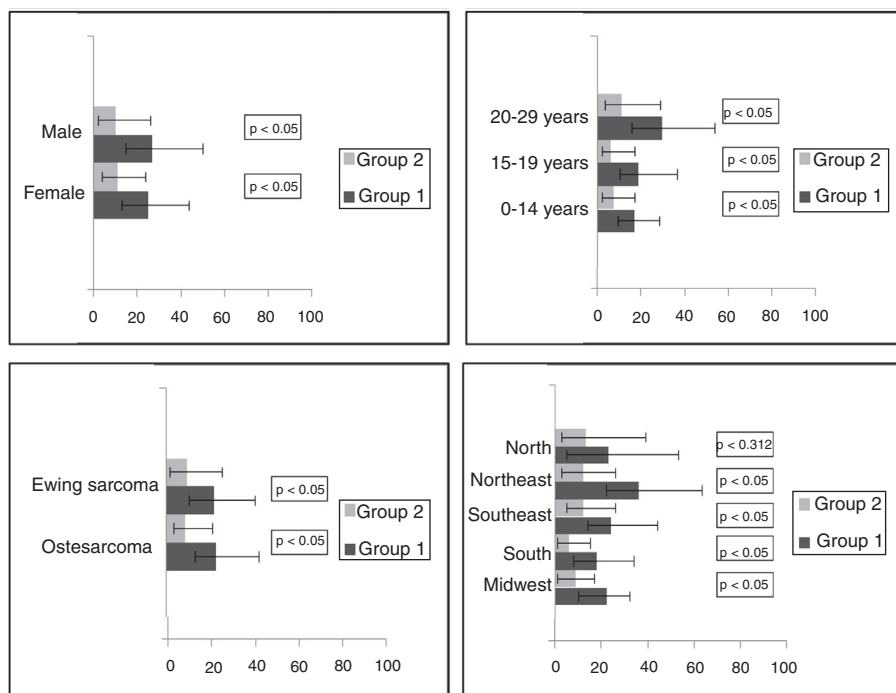 Male
p < 0.05
Female
p < 0.05
Group 2
Group 1
0 20 40 60 80 100
20-29 years
p < 0.05
15-19 years
p < 0.05
0-14 years
p < 0.05
Group 2
Group 1
0 20 40 60 80 100
Ewing sarcoma
p < 0.05
Ostesarcoma
p < 0.05
Group 2
Group 1
0 20 40 60 80 100
North
p < 0.312
Northeast
p < 0.05
Southeast
p < 0.05
South
p < 0.05
Midwest
p < 0.05
Group 2
Group 1
0 20 40 60 80 100